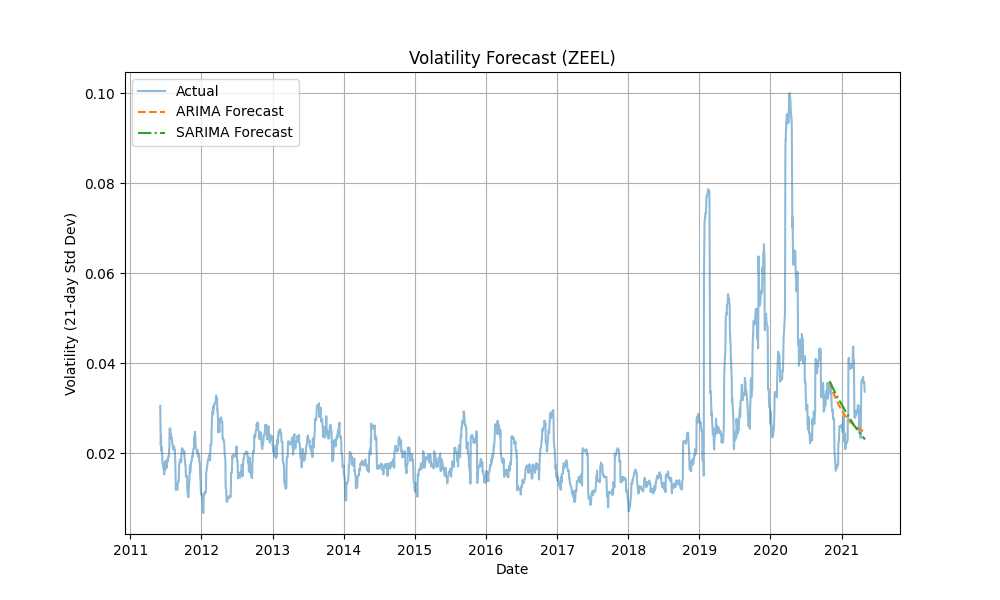 Volatility Forecast (ZEEL)
Actual
ARIMA Forecast
SARIMA Forecast
Volatility (21-day Std Dev)
0.10
0.08
0.06
0.04
0.02
2011 2012 2013 2014 2015 2016 2017 2018 2019 2020 2021
Date